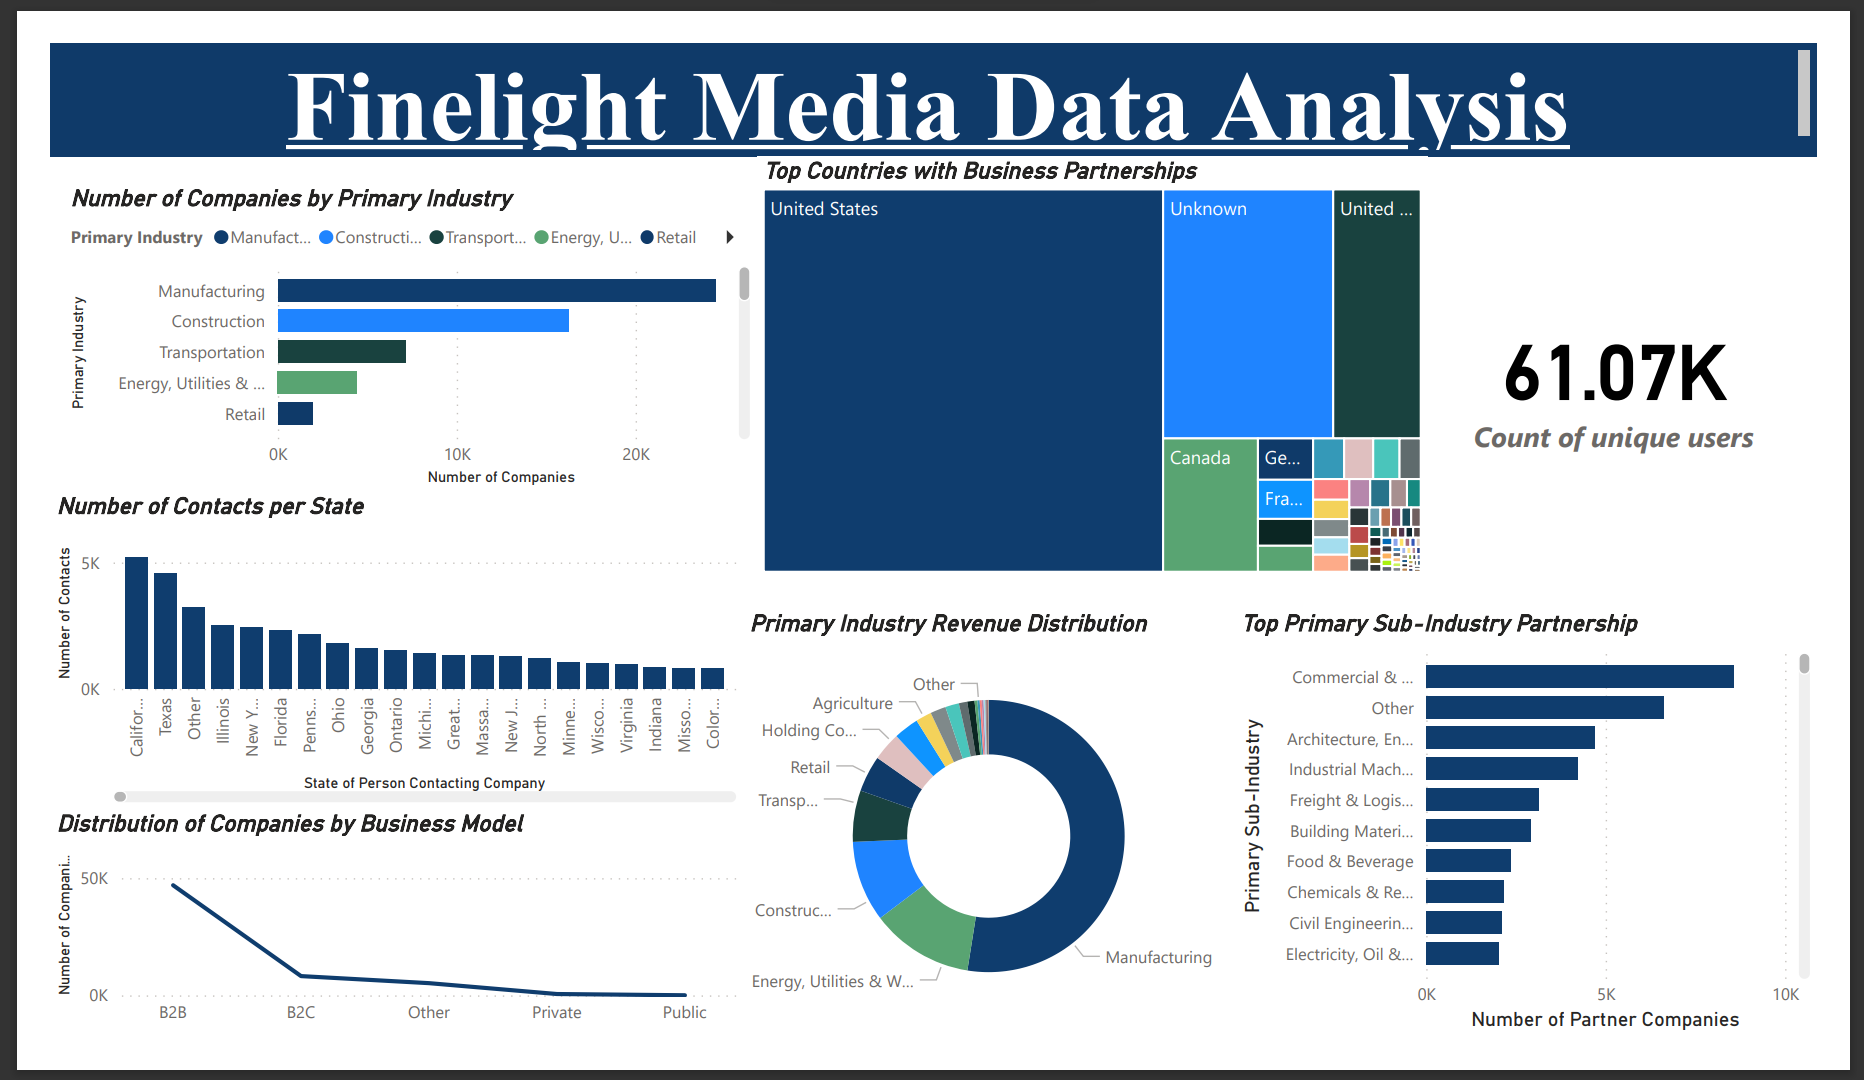 Finelight Media Data Analysis
Number of Companies by Primary Industry
Primary Industry Manufact... Constructi... Transport... Energy, U... Retail
Primary Industry
Manufacturing
Construction
Transportation
Energy, Utilities & ...
Retail
0K 10K 20K
Number of Companies
Number of Contacts per State
Number of Contacts
5K
0K
Califor...
Texas
Other
Illinois
New Y...
Florida
Penns...
Ohio
Georgia
Ontario
Michi...
Great...
Massa...
New J...
North ...
Minne...
Wisco...
Virginia
Indiana
Misso...
Color...
State of Person Contacting Company
Distribution of Companies by Business Model
Number of Compani...
50K
0K
B2B B2C Other Private Public
Top Countries with Business Partnerships
United States
Unknown
United ...
Canada
Ge...
Fra...
61.07K
Count of unique users
Primary Industry Revenue Distribution
Other
Agriculture
Holding Co...
Retail
Transp...
Construc...
Energy, Utilities & W...
Manufacturing
Top Primary Sub-Industry Partnership
Primary Sub-Industry
Commercial & ...
Other
Architecture, En...
Industrial Mach...
Freight & Logis...
Building Materi...
Food & Beverage
Chemicals & Re...
Civil Engineerin...
Electricity, Oil &...
0K 5K 10K
Number of Partner Companies